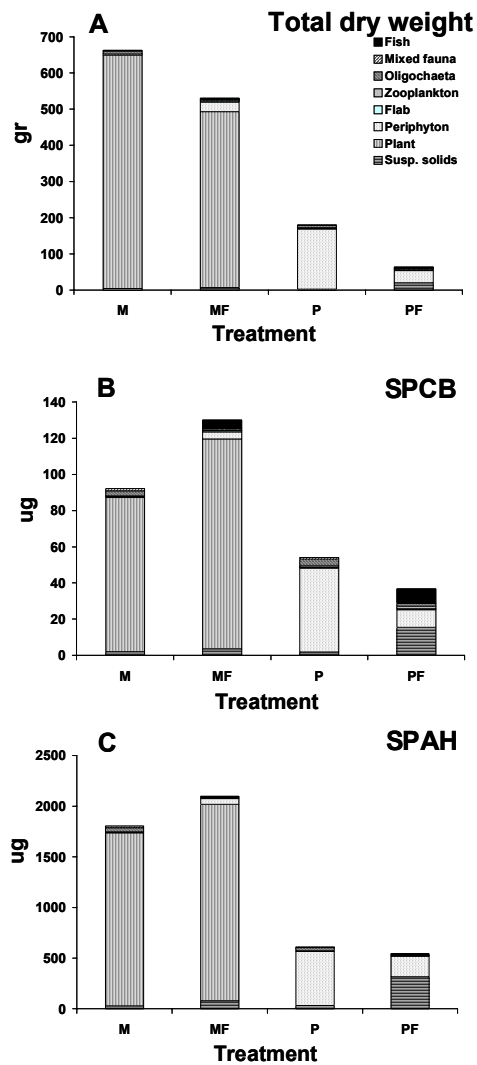 A
Total dry weight
Fish
Mixed fauna
Oligochaeta
Zooplankton
Flab
Periphyton
Plant
Susp. solids
gr
700
600
500
400
300
200
100
0
M MF P PF
Treatment
B
SPCB
ug
140
120
100
80
60
40
20
0
M MF P PF
Treatment
C
SPAH
ug
2500
2000
1500
1000
500
0
M MF P PF
Treatment